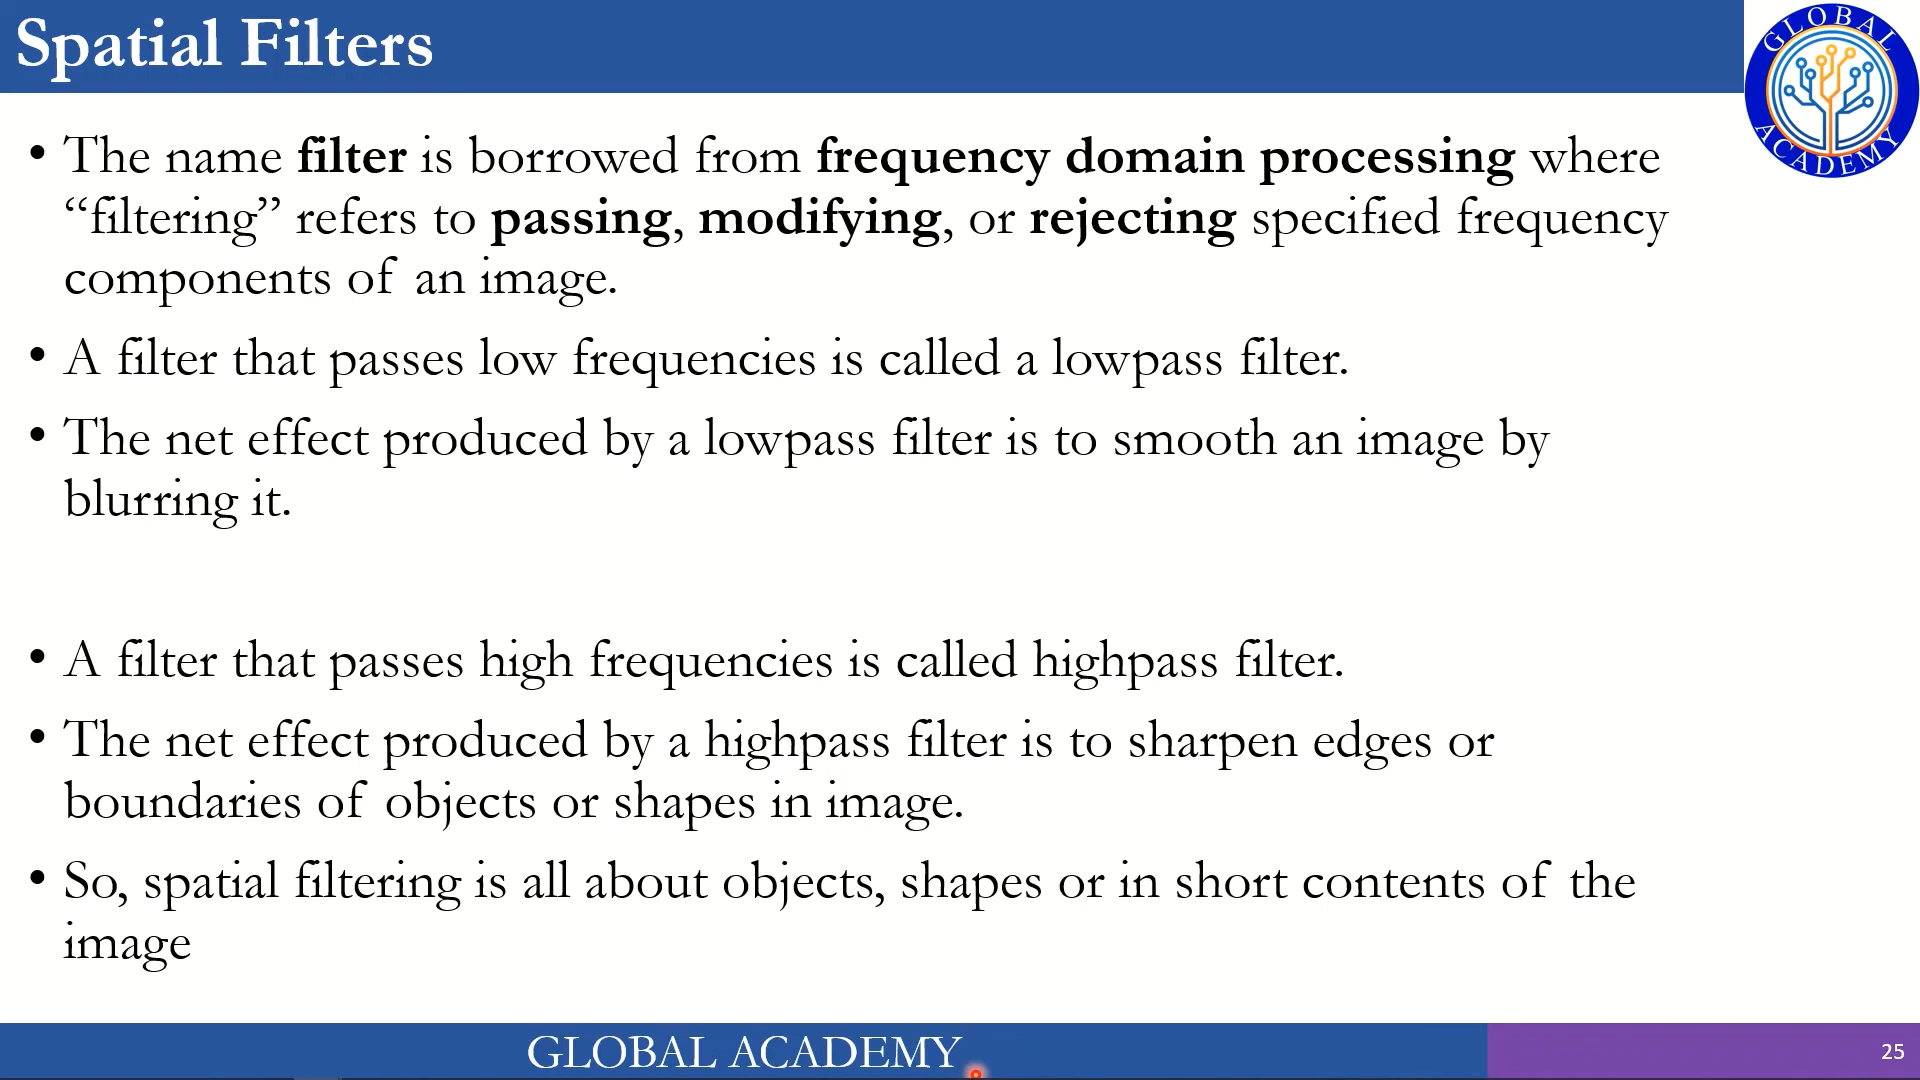 Spatial Filters
GLOBAL
ACADEMY
• The name filter is borrowed from frequency domain processing where
“filtering” refers to passing, modifying, or rejecting specified frequency
components of an image.
• A filter that passes low frequencies is called a lowpass filter.
• The net effect produced by a lowpass filter is to smooth an image by
blurring it.
• A filter that passes high frequencies is called highpass filter.
• The net effect produced by a highpass filter is to sharpen edges or
boundaries of objects or shapes in image.
• So, spatial filtering is all about objects, shapes or in short contents of the
image
GLOBAL ACADEMY
25